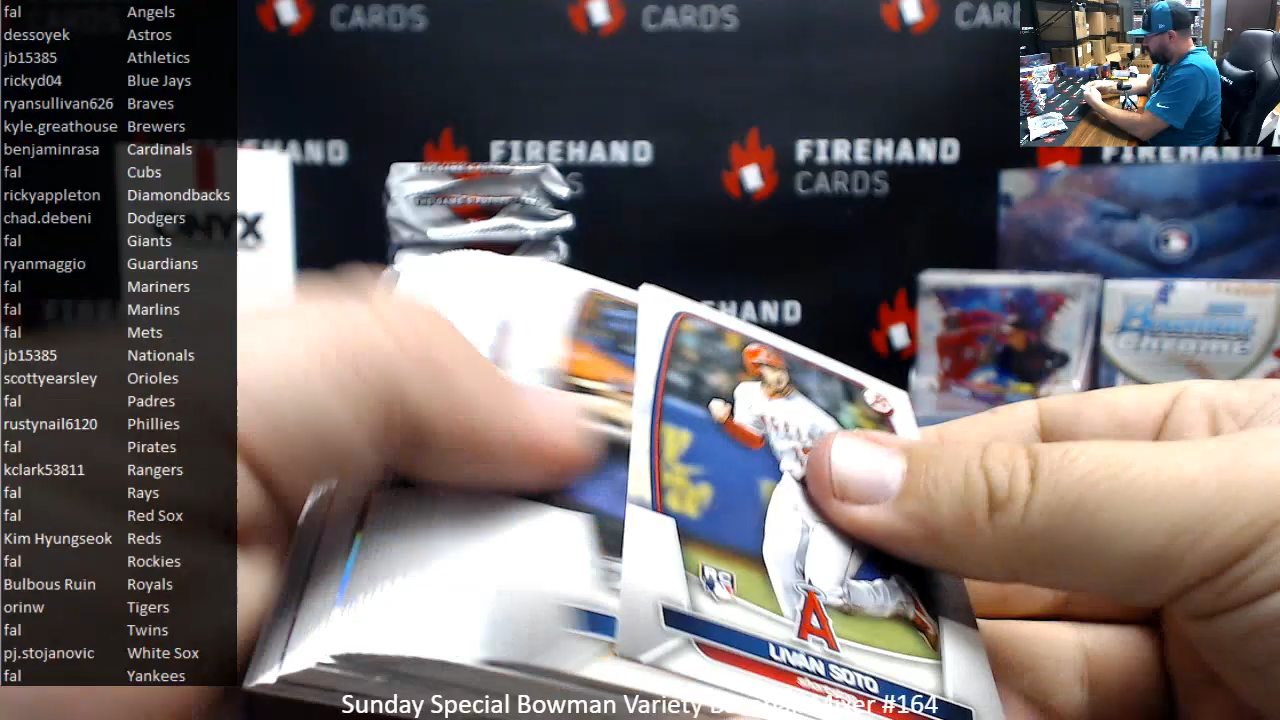 fal Angels
dessoyek Astros
jb15385 Athletics
rickyd04 Blue Jays
ryansullivan626 Braves
kyle.greathouse Brewers
benjaminrasa Cardinals
fal Cubs
rickyappleton Diamondbacks
chad.debeni Dodgers
fal Giants
ryanmaggio Guardians
fal Mariners
fal Marlins
fal Mets
jb15385 Nationals
scottyearsley Orioles
fal Padres
rustynail6120 Phillies
fal Pirates
kclark53811 Rangers
fal Rays
fal Red Sox
Kim Hyungseok Reds
fal Rockies
Bulbous Ruin Royals
orinw Tigers
fal Twins
pj.stojanovic White Sox
fal Yankees
CARDS
CARDS
CAR
HAND
FIREHAND
FIREHAND
CARDS
HAND
NYX
Bowman
Chrome
A
LIVAN SOTO
Sunday Special Bowman Variety #164